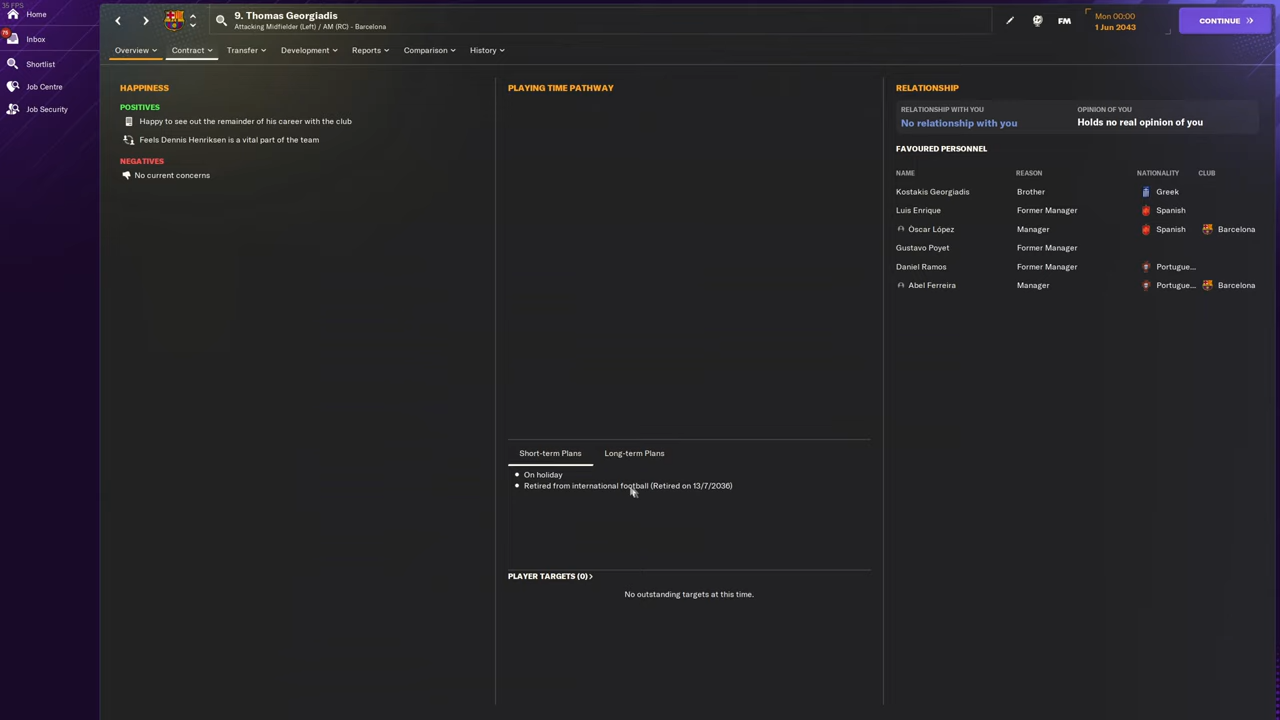 35 FPS
9. Thomas Georgiadis
Attacking Midfielder (Left) / AM (RC) - Barcelona
FM
Mon 00:00
1 Jun 2043
CONTINUE
Home
75
Inbox
Shortlist
Job Centre
Job Security
Overview
Contract
Transfer
Development
Reports
Comparison
History
HAPPINESS
POSITIVES
Happy to see out the remainder of his career with the club
Feels Dennis Henriksen is a vital part of the team
NEGATIVES
No current concerns
PLAYING TIME PATHWAY
Short-term Plans
Long-term Plans
On holiday
Retired from international football (Retired on 13/7/2036)
PLAYER TARGETS (0)
No outstanding targets at this time.
RELATIONSHIP
RELATIONSHIP WITH YOU OPINION OF YOU
No relationship with you Holds no real opinion of you
FAVOURED PERSONNEL
NAME REASON NATIONALITY CLUB
Kostakis Georgiadis Brother Greek
Luis Enrique Former Manager Spanish
Òscar López Manager Spanish Barcelona
Gustavo Poyet Former Manager
Daniel Ramos Former Manager Portugue...
Abel Ferreira Manager Portugue... Barcelona